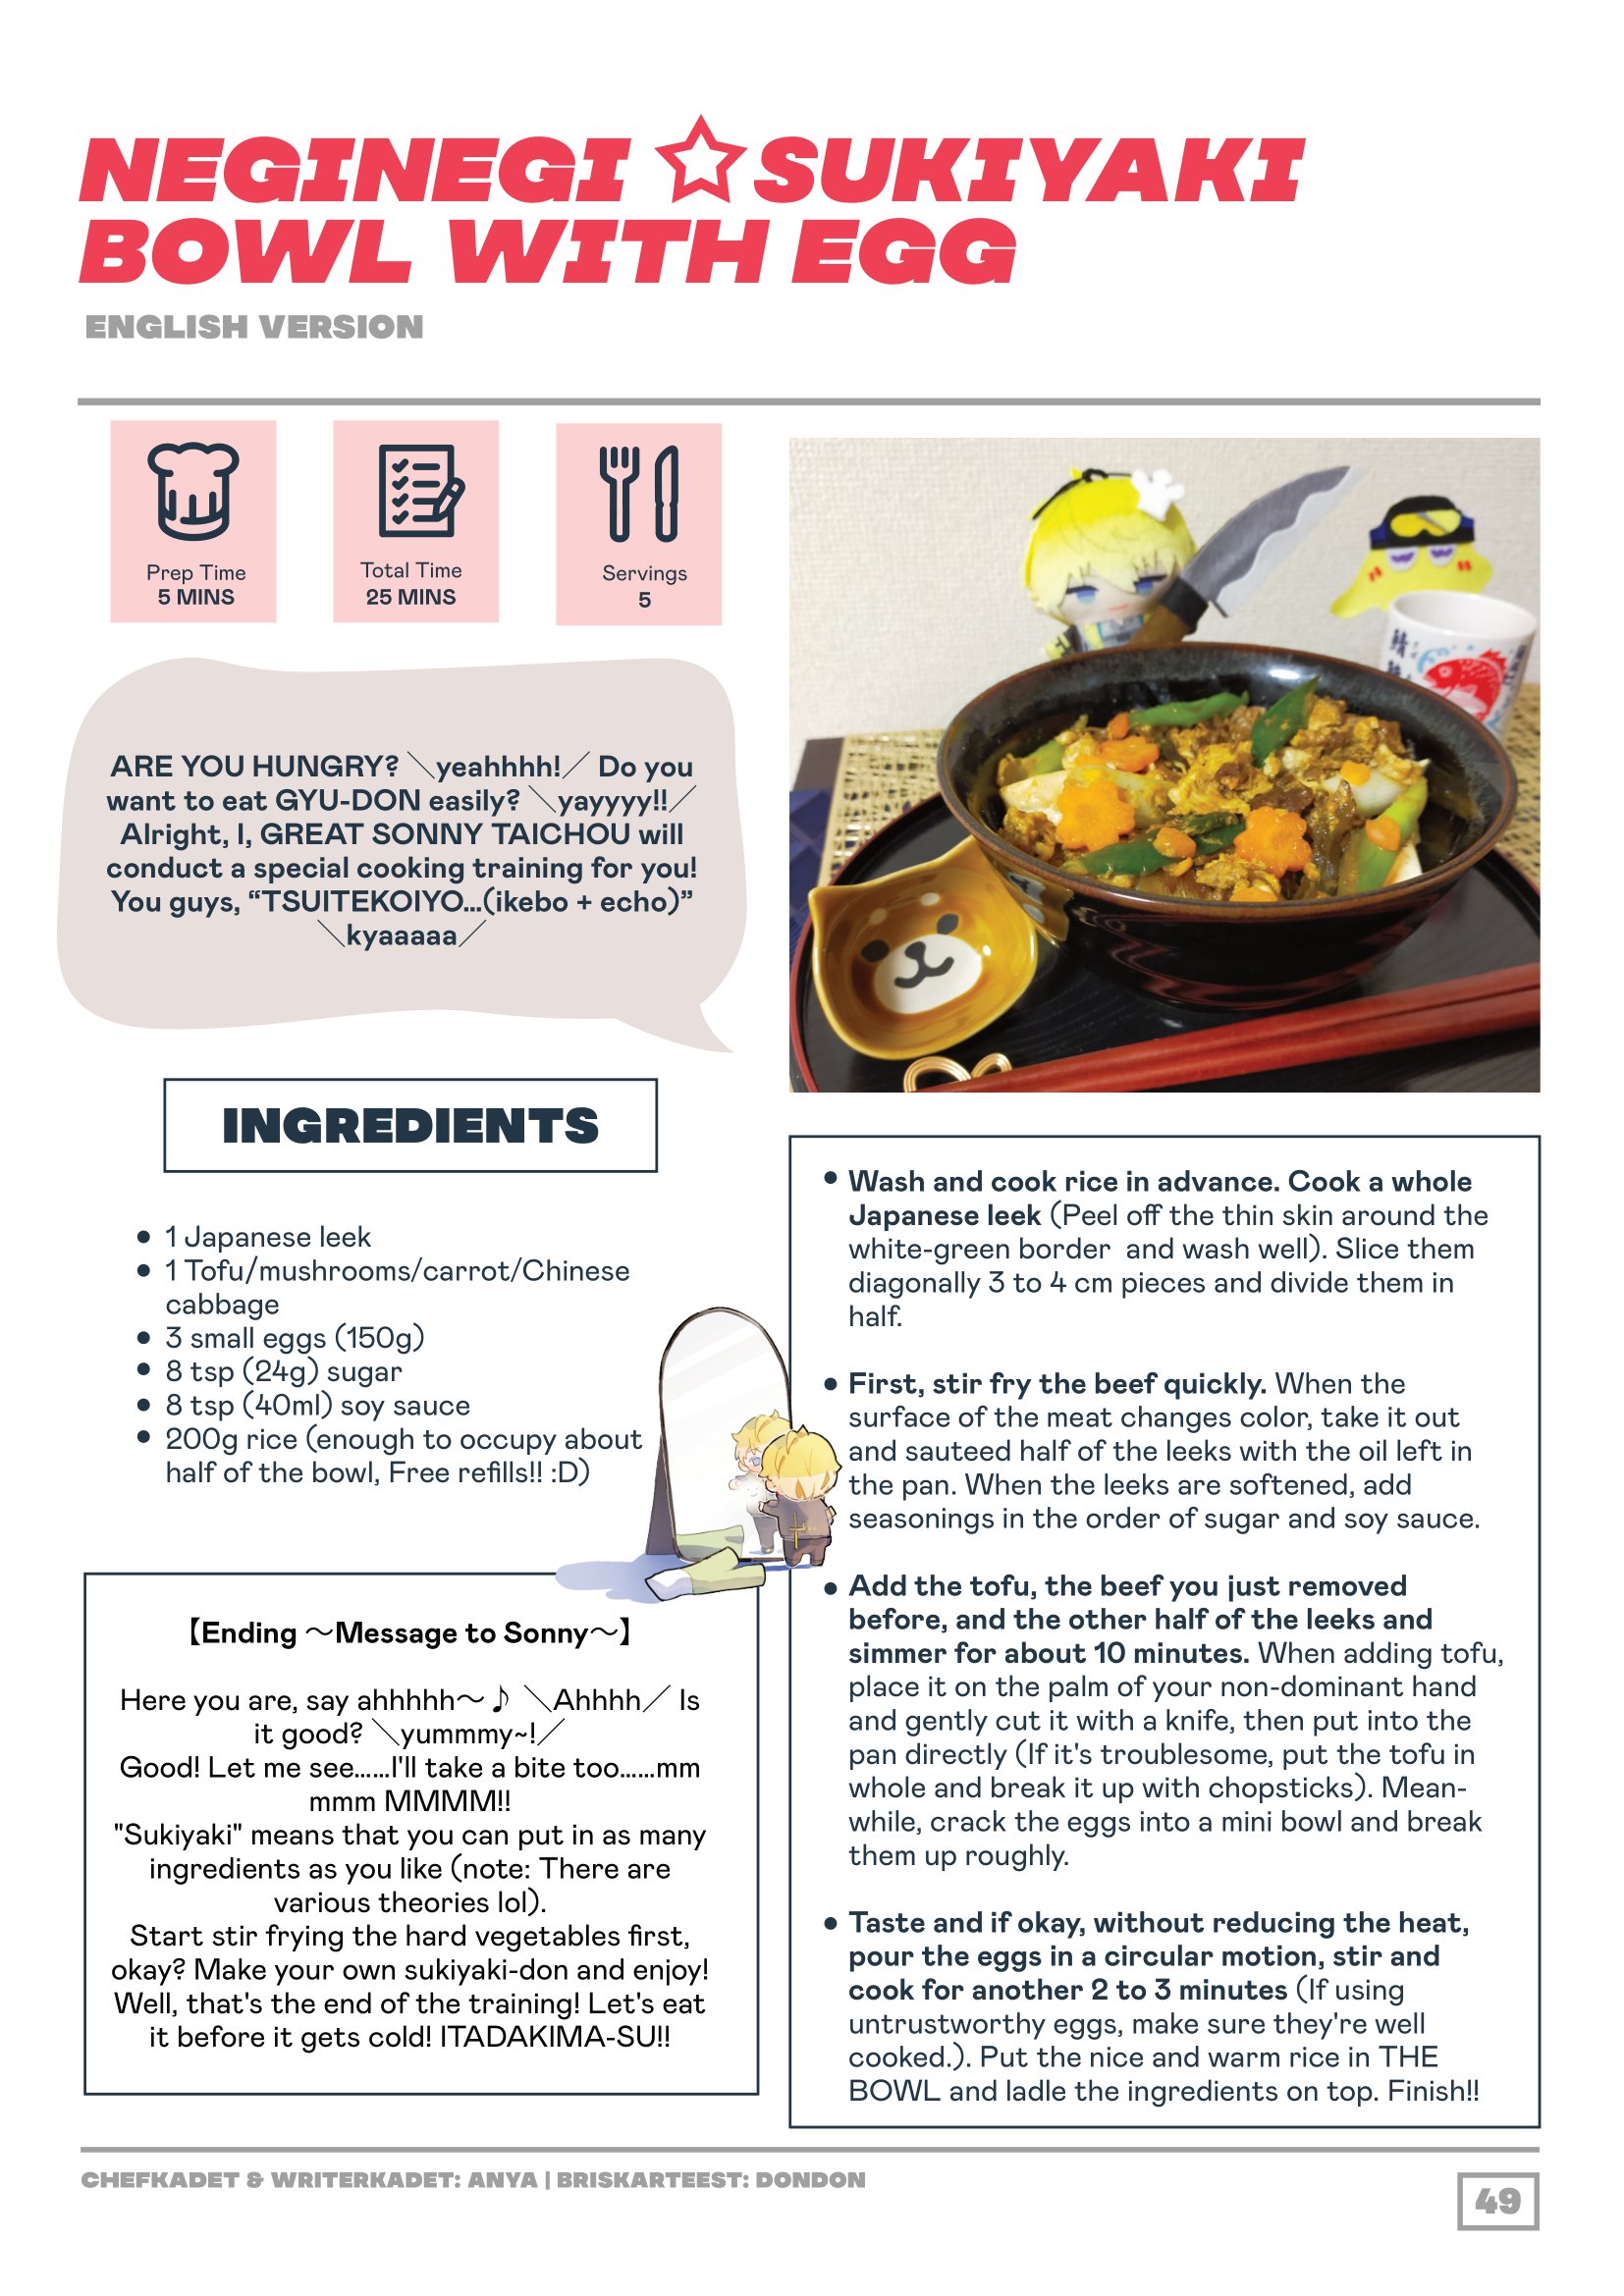 NEGINEGI ☆SUKIYAKI
BOWL WITH EGG
ENGLISH VERSION
Prep Time
5 MINS
Total Time
25 MINS
Servings
5
ARE YOU HUNGRY? ＼yeahhhh!／ Do you
want to eat GYU-DON easily? ＼yayyyy!!／
Alright, I, GREAT SONNY TAICHOU will
conduct a special cooking training for you!
You guys, “TSUITEKOIYO...(ikebo + echo)”
＼kyaaaaa／
INGREDIENTS
• 1 Japanese leek
• 1 Tofu/mushrooms/carrot/Chinese
cabbage
• 3 small eggs (150g)
• 8 tsp (24g) sugar
• 8 tsp (40ml) soy sauce
• 200g rice (enough to occupy about
half of the bowl, Free refills!! :D)
【Ending ～Message to Sonny～】
Here you are, say ahhhhh～♪ ＼Ahhhh／ Is
it good? ＼yummmy~!／
Good! Let me see......I'll take a bite too......mm
mmm MMMM!!
"Sukiyaki" means that you can put in as many
ingredients as you like (note: There are
various theories lol).
Start stir frying the hard vegetables first,
okay? Make your own sukiyaki-don and enjoy!
Well, that's the end of the training! Let's eat
it before it gets cold! ITADAKIMA-SU!!
• Wash and cook rice in advance. Cook a whole
Japanese leek (Peel off the thin skin around the
white-green border  and wash well). Slice them
diagonally 3 to 4 cm pieces and divide them in
half.
• First, stir fry the beef quickly. When the
surface of the meat changes color, take it out
and sauteed half of the leeks with the oil left in
the pan. When the leeks are softened, add
seasonings in the order of sugar and soy sauce.
• Add the tofu, the beef you just removed
before, and the other half of the leeks and
simmer for about 10 minutes. When adding tofu,
place it on the palm of your non-dominant hand
and gently cut it with a knife, then put into the
pan directly (If it's troublesome, put the tofu in
whole and break it up with chopsticks). Mean-
while, crack the eggs into a mini bowl and break
them up roughly.
• Taste and if okay, without reducing the heat,
pour the eggs in a circular motion, stir and
cook for another 2 to 3 minutes (If using
untrustworthy eggs, make sure they're well
cooked.). Put the nice and warm rice in THE
BOWL and ladle the ingredients on top. Finish!!
CHEFKADET & WRITERKADET: ANYA | BRISKARTEEST: DONDON
49